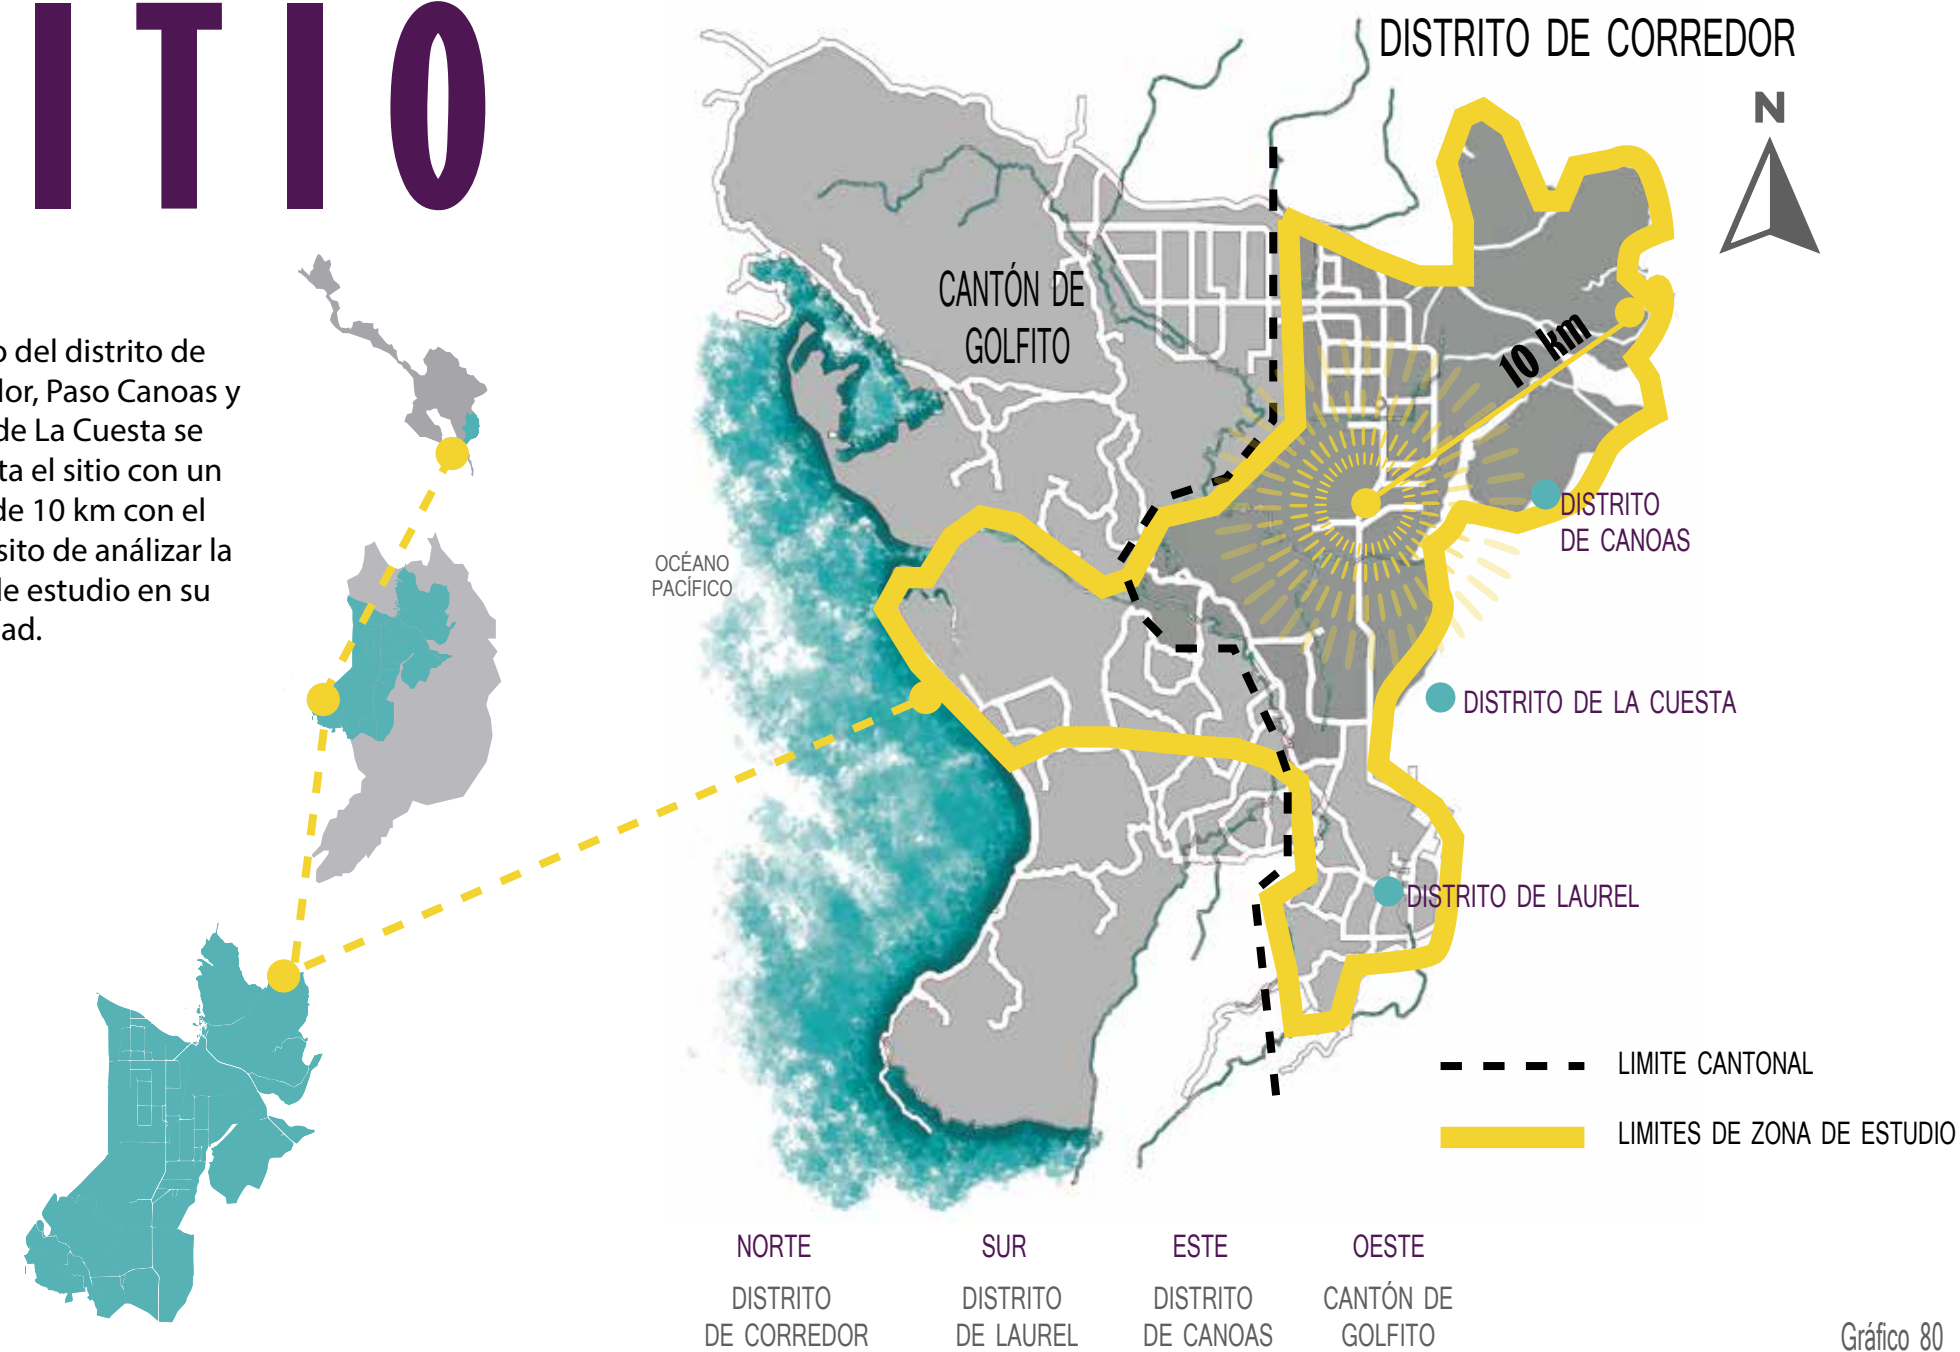 ITIO
o del distrito de
dor, Paso Canoas y
de La Cuesta se
ta el sitio con un
de 10 km con el
sito de análizar la
de estudio en su
ad.
DISTRITO DE CORREDOR
N
CANTÓN DE
GOLFITO
10 km
DISTRITO
DE CANOAS
OCÉANO
PACÍFICO
DISTRITO DE LA CUESTA
DISTRITO DE LAUREL
LIMITE CANTONAL
LIMITES DE ZONA DE ESTUDIO
NORTE
DISTRITO
DE CORREDOR
SUR
DISTRITO
DE LAUREL
ESTE
DISTRITO
DE CANOAS
OESTE
CANTÓN DE
GOLFITO
Gráfico 80